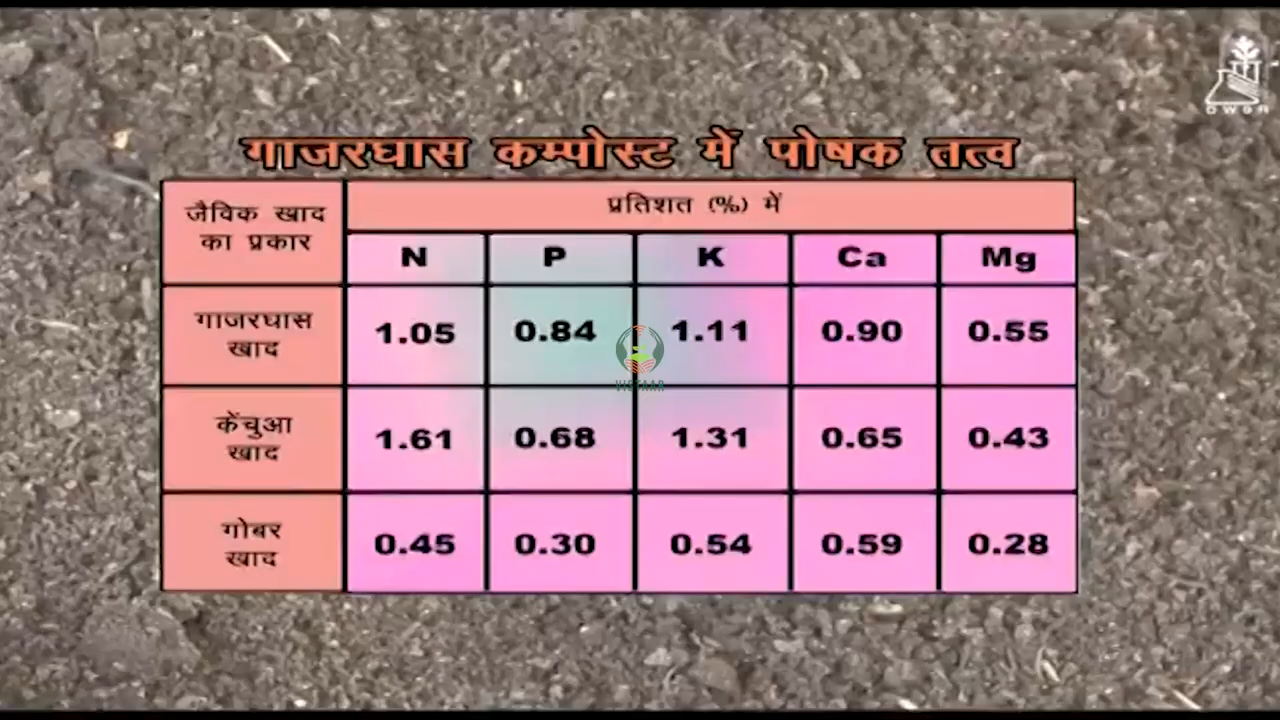 DWSR
गाजरघास कम्पोस्ट में पोषक तत्व
जैविक खाद
का प्रकार
प्रतिशत (%) में
N P K Ca Mg
गाजरघास
खाद
1.05 0.84 1.11 0.90 0.55
केंचुआ
खाद
1.61 0.68 1.31 0.65 0.43
गोबर
खाद
0.45 0.30 0.54 0.59 0.28
VISTAAR